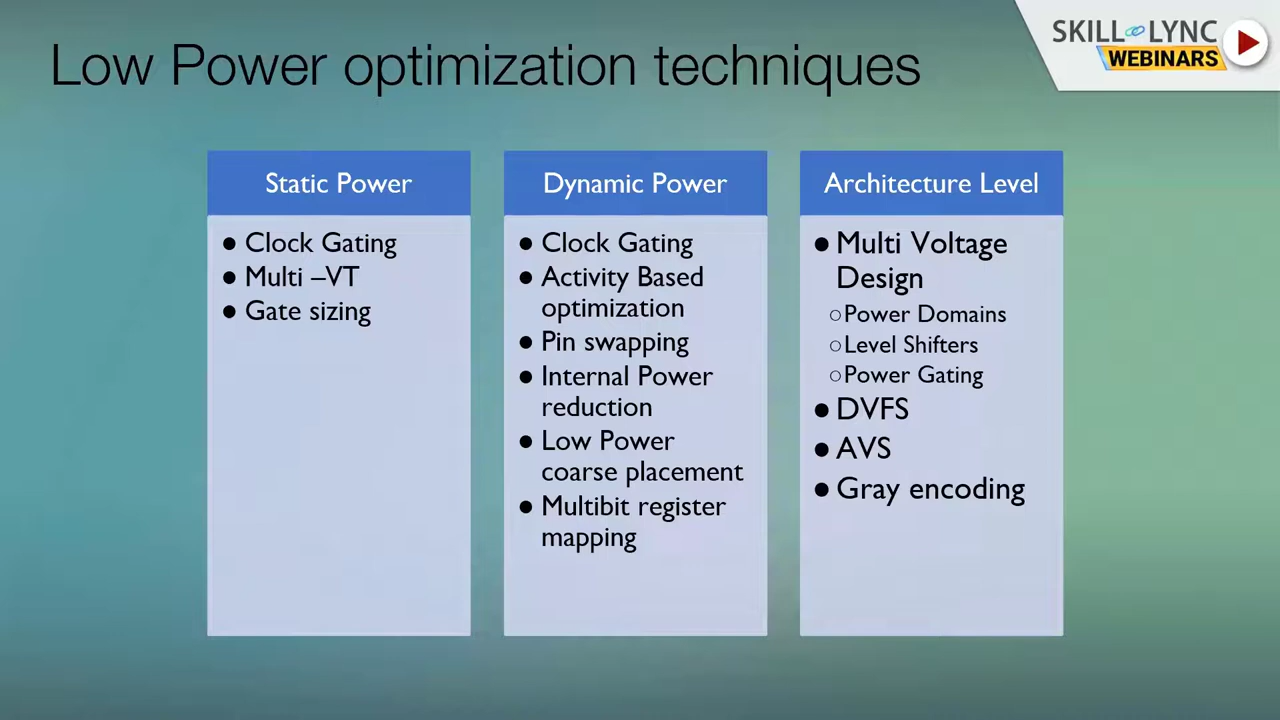 Low Power optimization techniques
SKILL LYNC
WEBINARS
Static Power
● Clock Gating
● Multi –VT
● Gate sizing
Dynamic Power
● Clock Gating
● Activity Based
optimization
● Pin swapping
● Internal Power
reduction
● Low Power
coarse placement
● Multibit register
mapping
Architecture Level
● Multi Voltage
Design
○Power Domains
○Level Shifters
○Power Gating
● DVFS
● AVS
● Gray encoding